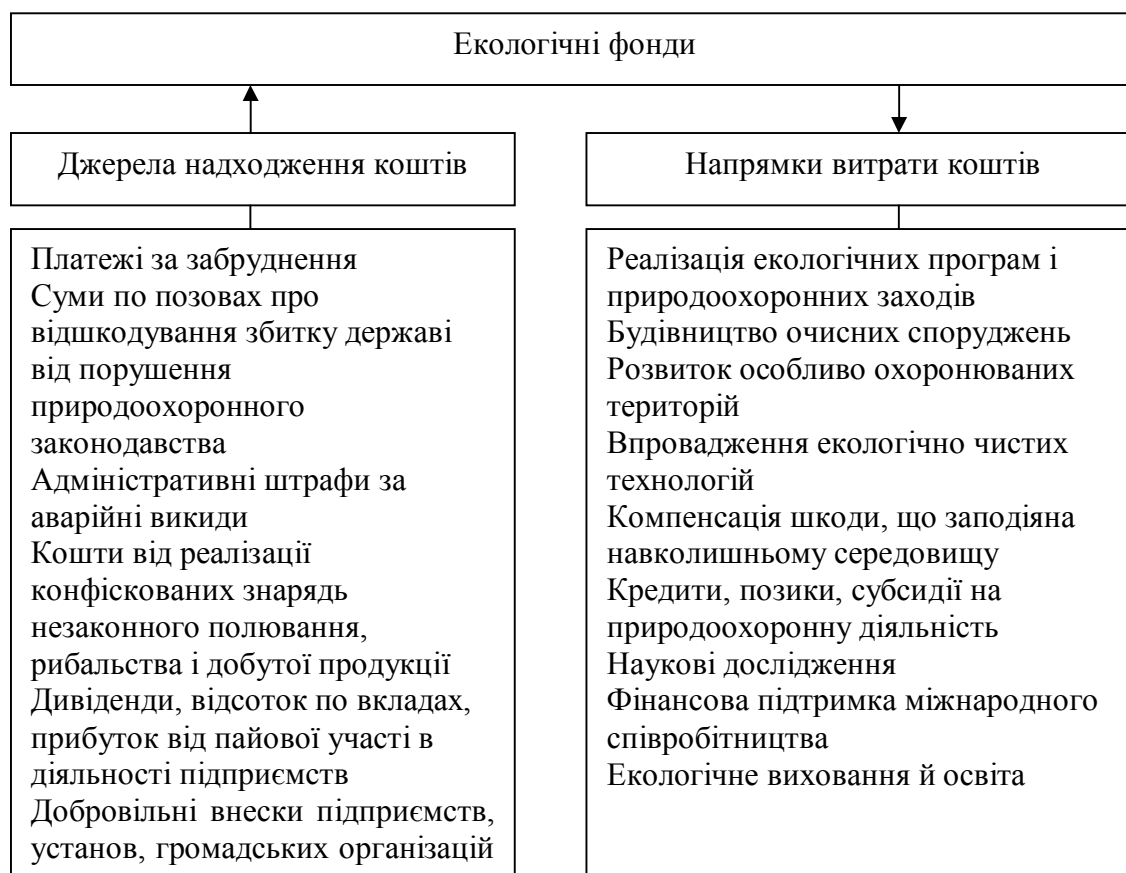 Екологічні фонди
Джерела надходження коштів
Напрямки витрати коштів
Платежі за забруднення
Суми по позовах про
відшкодування збитку державі
від порушення
природоохоронного
законодавства
Адміністративні штрафи за
аварійні викиди
Кошти від реалізації
конфіскованих знарядь
незаконного полювання,
рибальства і добутої продукції
Дивіденди, відсоток по вкладах,
прибуток від пайової участі в
діяльності підприємств
Добровільні внески підприємств,
установ, громадських організацій
Реалізація екологічних програм і
природоохоронних заходів
Будівництво очисних споруджень
Розвиток особливо охоронюваних
територій
Впровадження екологічно чистих
технологій
Компенсація шкоди, що заподіяна
навколишньому середовищу
Кредити, позики, субсидії на
природоохоронну діяльність
Наукові дослідження
Фінансова підтримка міжнародного
співробітництва
Екологічне виховання й освіта